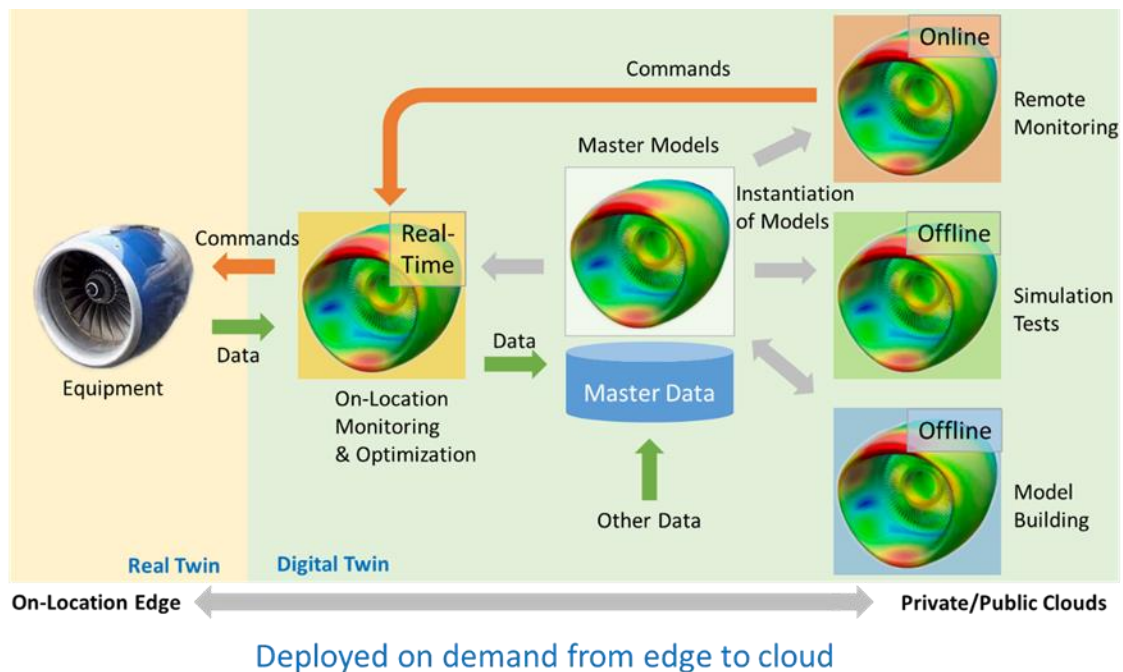 Online
Commands
Remote
Monitoring
Master Models
Instantiation
of Models
Commands
Real-
Time
Offline
Simulation
Tests
Data
Data
Equipment
Master Data
On-Location
Monitoring
& Optimization
Offline
Other Data
Model
Building
Real Twin
Digital Twin
On-Location Edge
Private/Public Clouds
Deployed on demand from edge to cloud